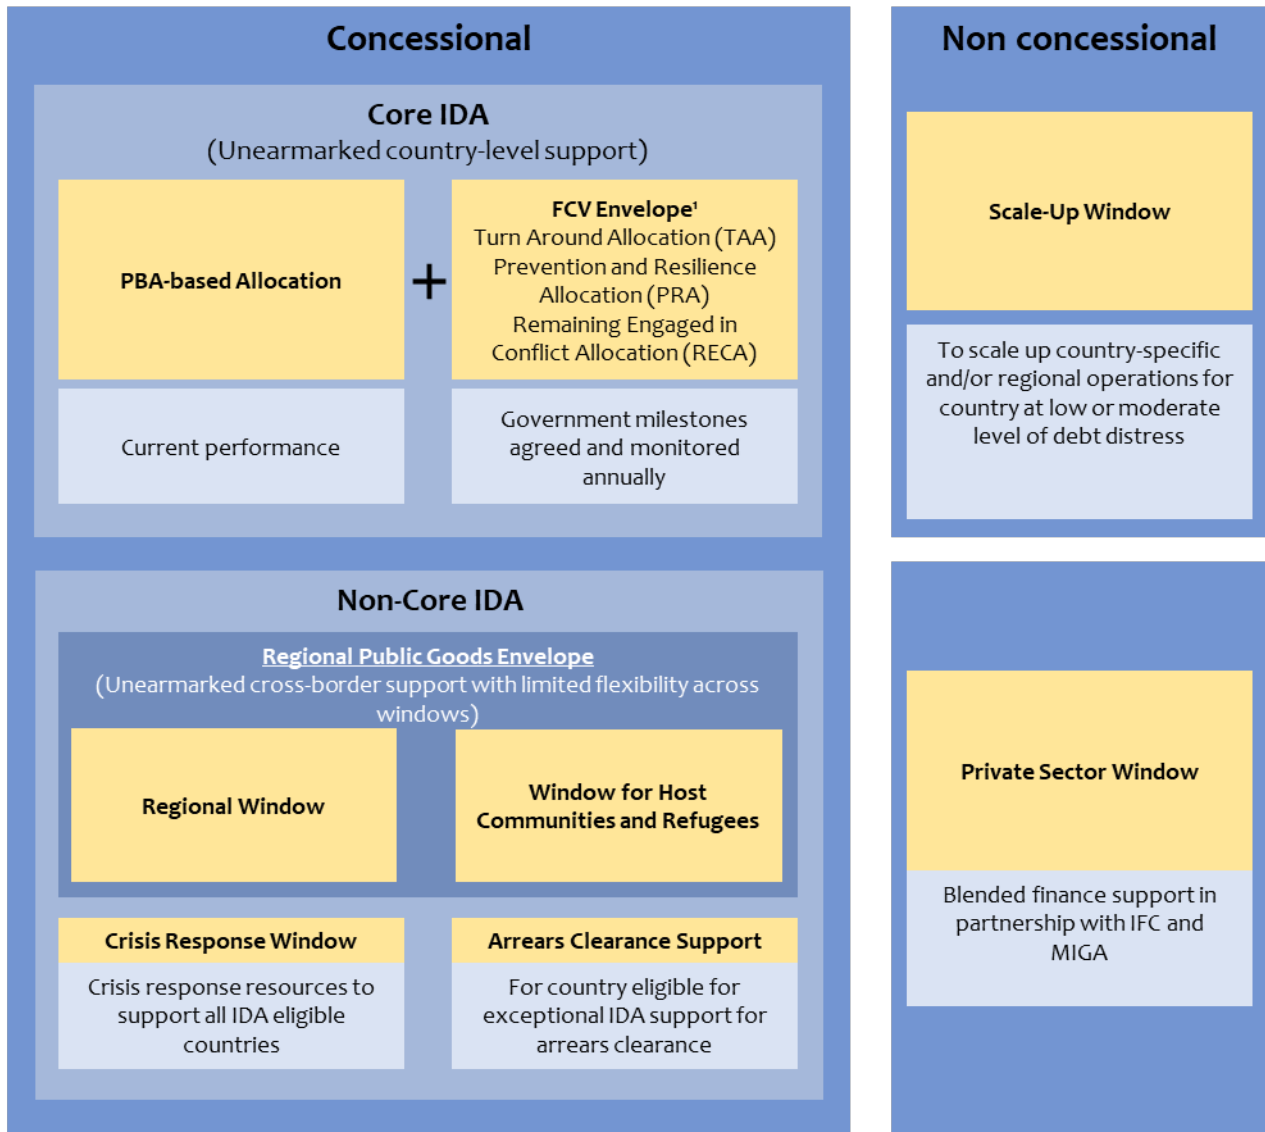 Concessional
Core IDA
(Unearmarked country-level support)
PBA-based Allocation
+
FCV Envelope¹
Turn Around Allocation (TAA)
Prevention and Resilience
Allocation (PRA)
Remaining Engaged in
Conflict Allocation (RECA)
Current performance
Government milestones
agreed and monitored
annually
Non-Core IDA
Regional Public Goods Envelope
(Unearmarked cross-border support with limited flexibility across
windows)
Regional Window
Window for Host
Communities and Refugees
Crisis Response Window
Crisis response resources to
support all IDA eligible
countries
Arrears Clearance Support
For country eligible for
exceptional IDA support for
arrears clearance
Non concessional
Scale-Up Window
To scale up country-specific
and/or regional operations for
country at low or moderate
level of debt distress
Private Sector Window
Blended finance support in
partnership with IFC and
MIGA